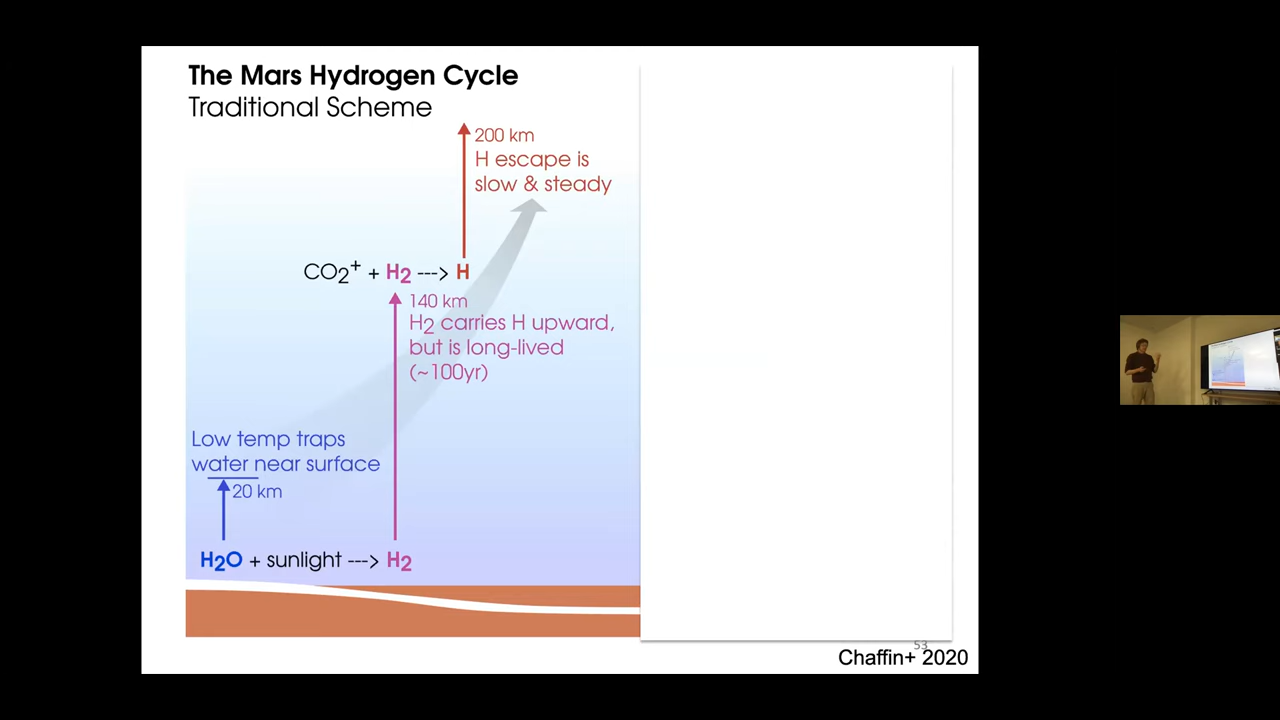 The Mars Hydrogen Cycle
Traditional Scheme
200 km
H escape is
slow & steady
CO2+ + H2 ---> H
140 km
H2 carries H upward,
but is long-lived
(~100yr)
Low temp traps
water near surface
20 km
H2O + sunlight ---> H2
53
Chaffin+ 2020